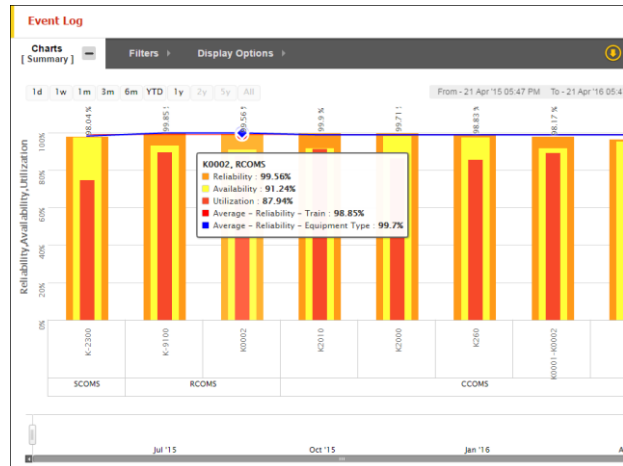 Event Log
Charts
[ Summary ]
Filters
Display Options
1d 1w 1m 3m 6m YTD 1y 2y 5y All
From - 21 Apr '15 05:47 PM To - 21 Apr '16 05:4
Reliability,Availability,Utilization
100%
80%
60%
40%
20%
0%
98.04 %
99.85 %
99.56 %
99.9 %
99.71 %
98.83 %
98.17 %
K0002, RCOMS
Reliability : 99.56%
Availability : 91.24%
Utilization : 87.94%
Average - Reliability - Train : 98.85%
Average - Reliability - Equipment Type : 99.7%
K-2300
K-9100
K0002
K2010
K2000
K260
K0001-K0002
SCOMS
RCOMS
CCOMS
Jul '15
Oct '15
Jan '16
A